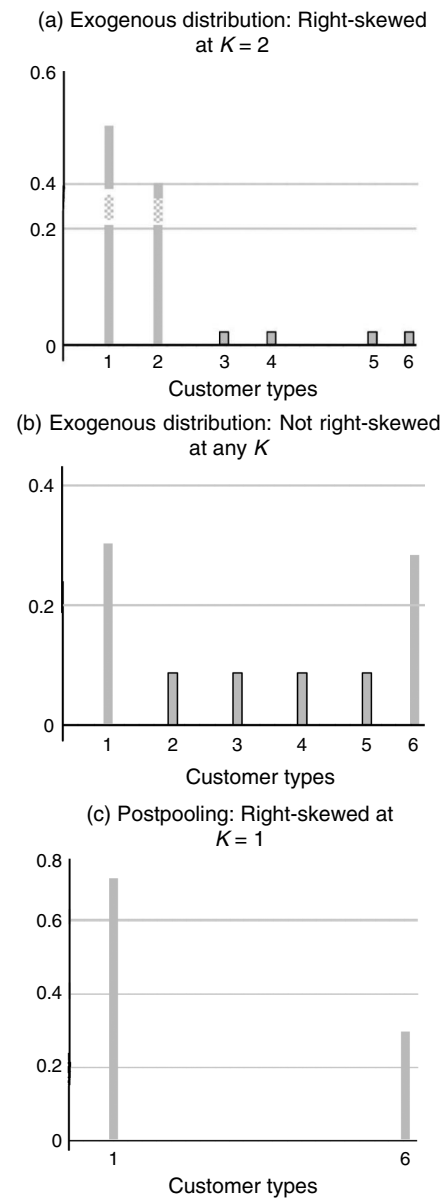 (a) Exogenous distribution: Right-skewed
at K = 2
0.6
0.4
0.2
0
1 2 3 4 5 6
Customer types
(b) Exogenous distribution: Not right-skewed
at any K
0.4
0.2
0
1 2 3 4 5 6
Customer types
(c) Postpooling: Right-skewed at
K = 1
0.8
0.6
0.4
0.2
0
1 6
Customer types